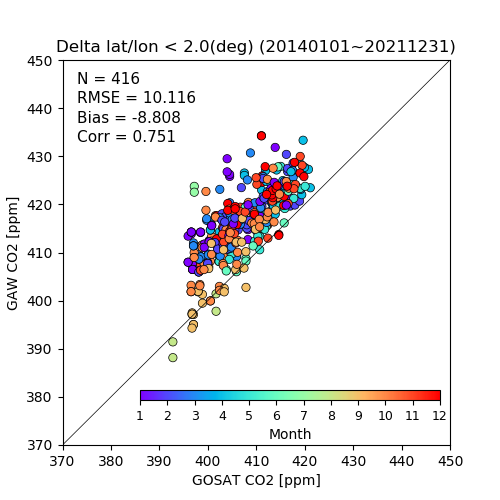 Delta lat/lon < 2.0(deg) (20140101~20211231)
N = 416
RMSE = 10.116
Bias = -8.808
Corr = 0.751
GAW CO2 [ppm]
450
440
430
420
410
400
390
380
370
1 2 3 4 5 6 7 8 9 10 11 12
Month
370 380 390 400 410 420 430 440 450
GOSAT CO2 [ppm]